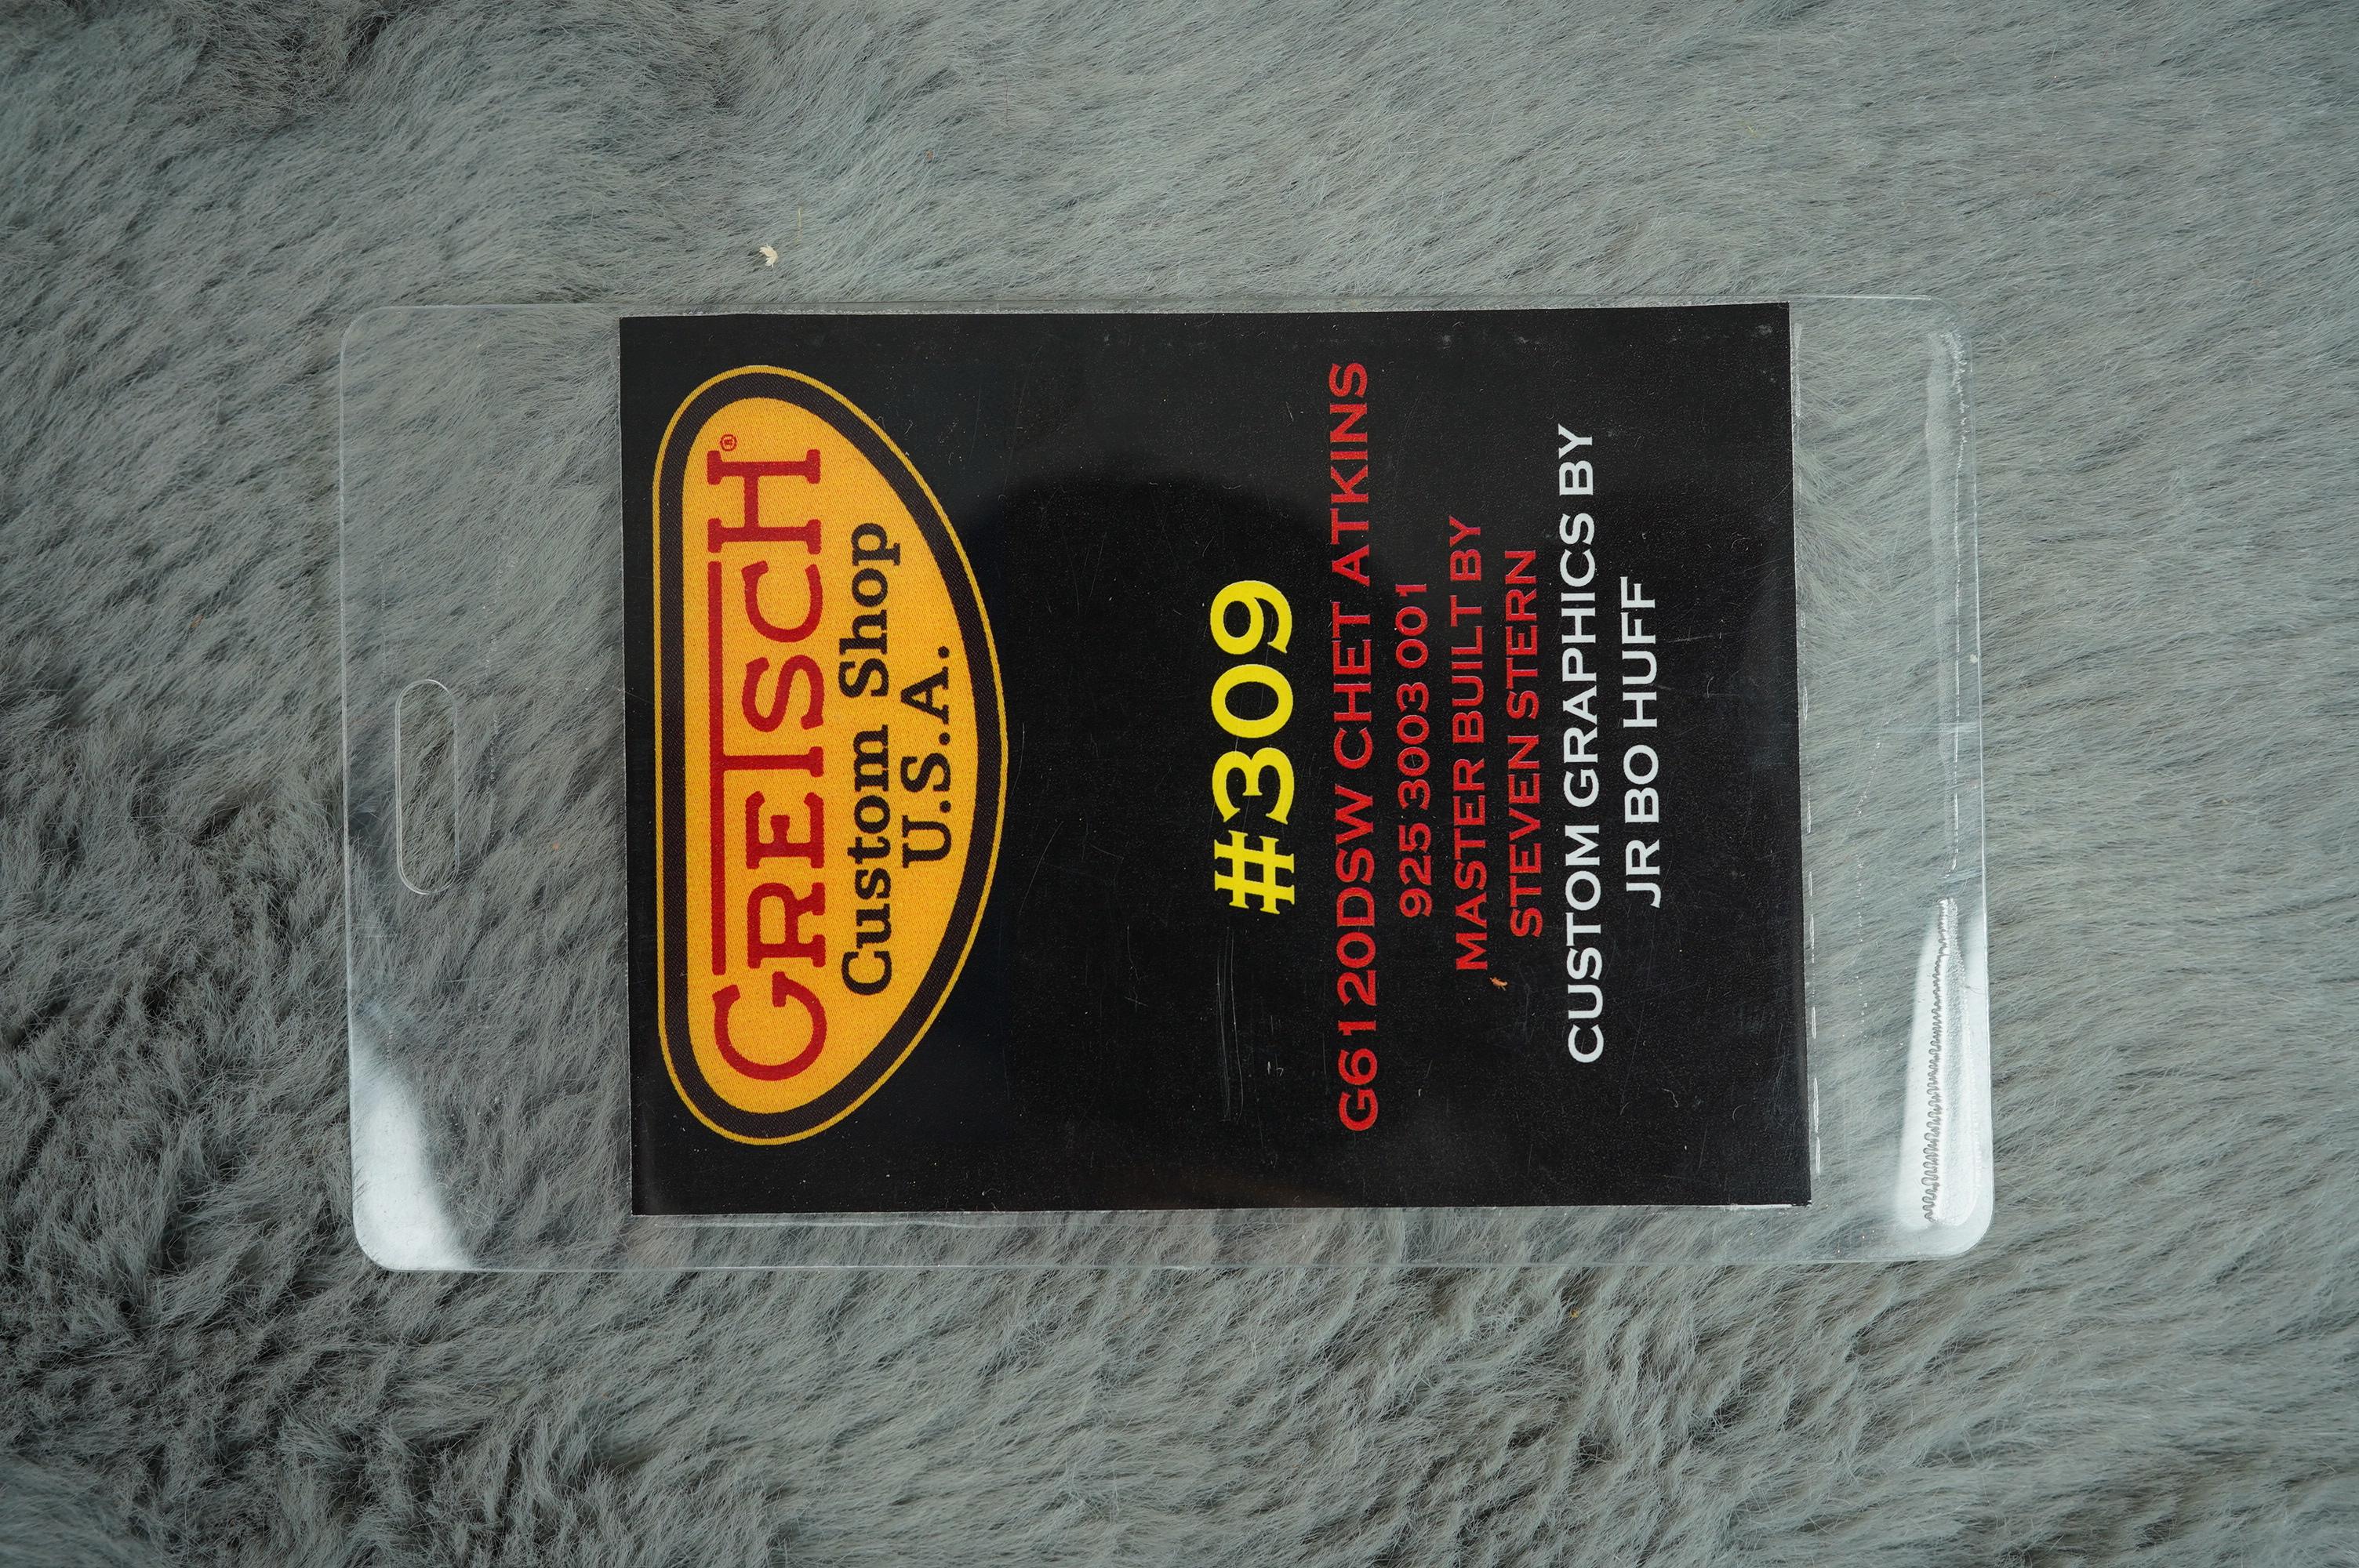 GRETSCH®
Custom Shop
U.S.A.
#309
G6120DSW CHET ATKINS
925 3003 001
MASTER BUILT BY
STEVEN STERN
CUSTOM GRAPHICS BY
JR BO HUFF